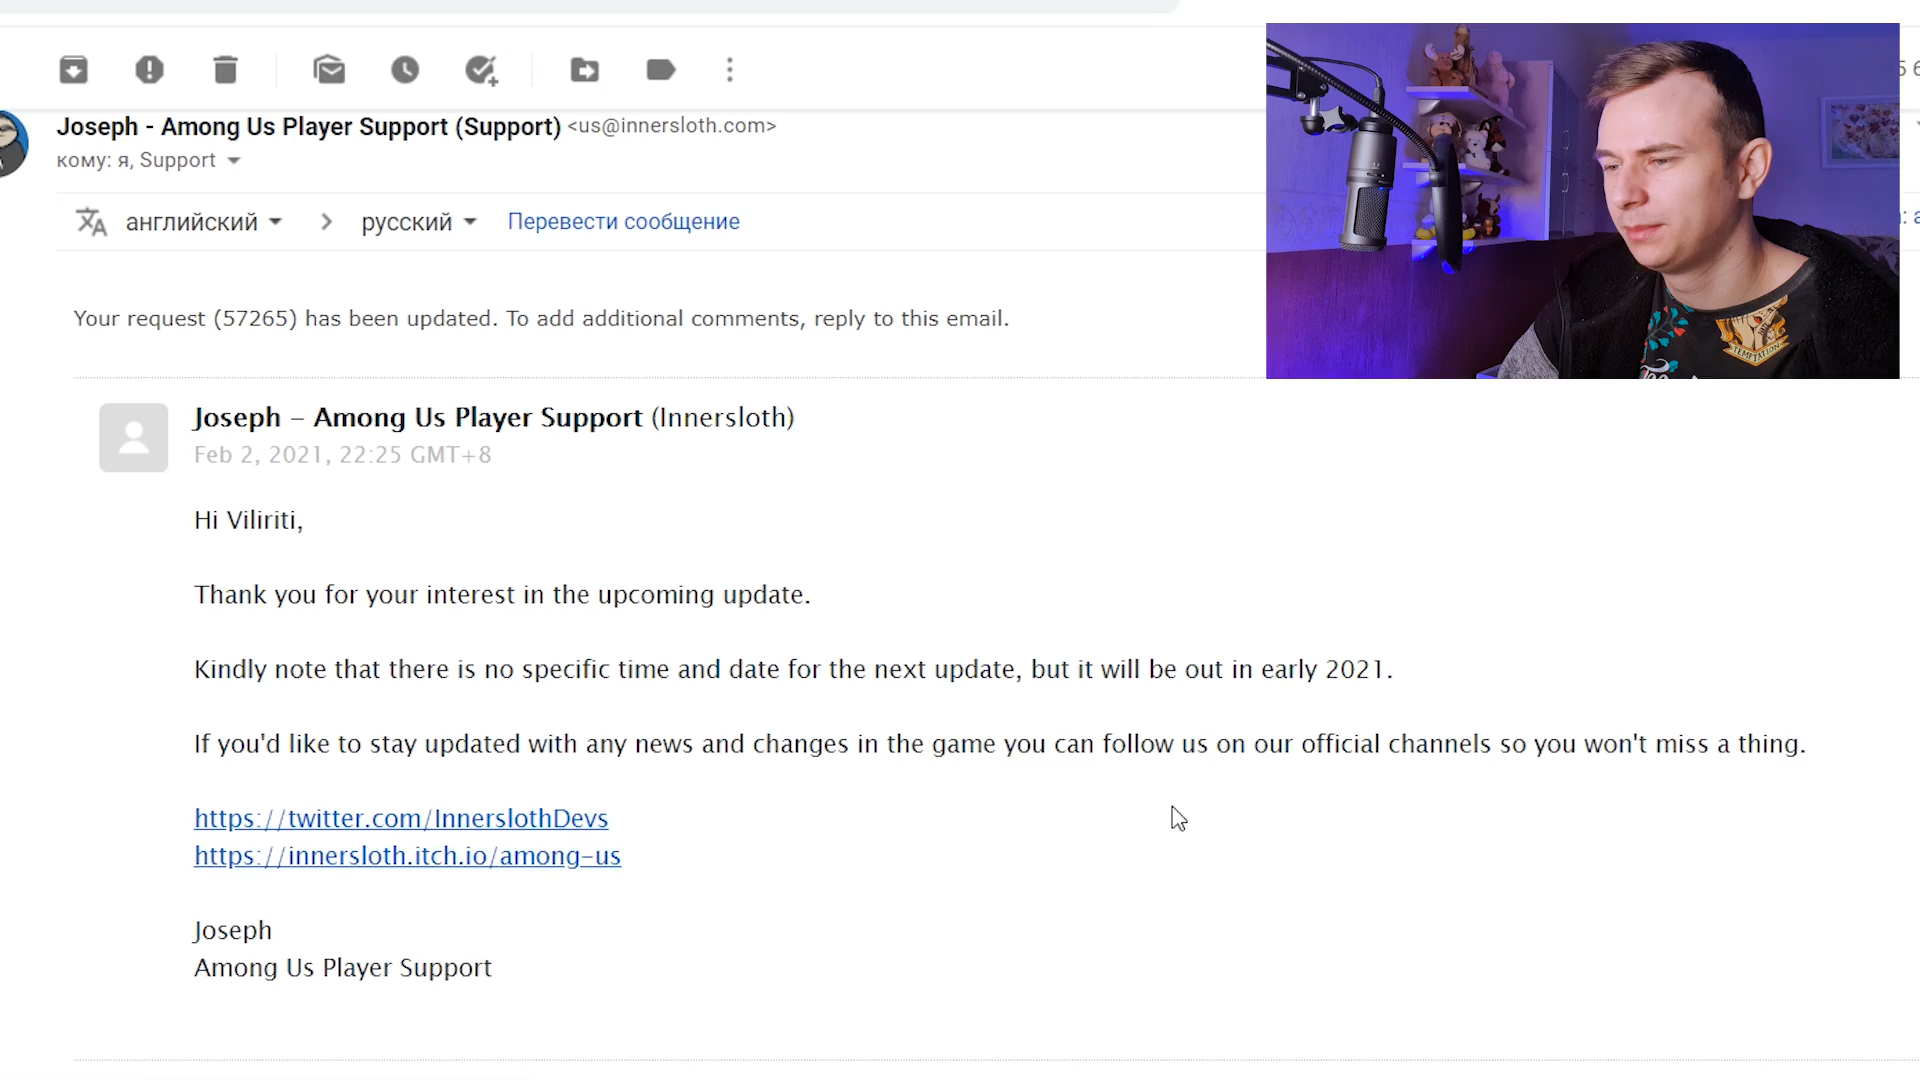 Joseph - Among Us Player Support (Support) <us@innersloth.com>
кому: я, Support
английский > русский Перевести сообщение
Your request (57265) has been updated. To add additional comments, reply to this email.
Joseph – Among Us Player Support (Innersloth)
Feb 2, 2021, 22:25 GMT+8
Hi Viliriti,
Thank you for your interest in the upcoming update.
Kindly note that there is no specific time and date for the next update, but it will be out in early 2021.
If you'd like to stay updated with any news and changes in the game you can follow us on our official channels so you won't miss a thing.
https://twitter.com/InnerslothDevs
https://innersloth.itch.io/among-us
Joseph
Among Us Player Support
TEMPTATION